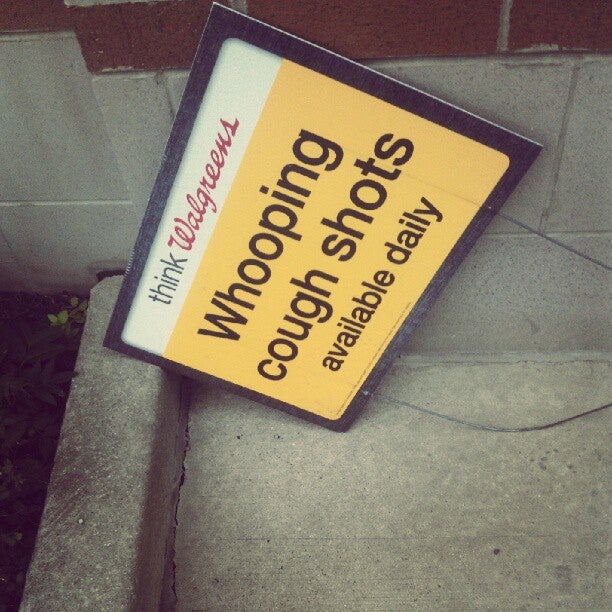 think Walgreens
Whooping
cough shots
available daily